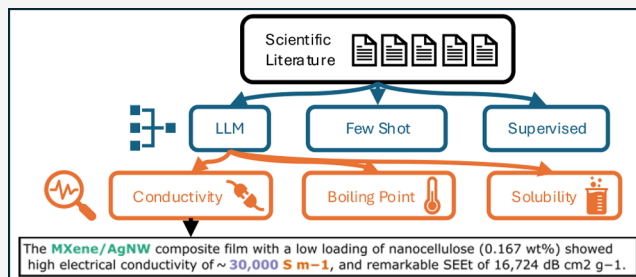 Scientific
Literature
LLM
Few Shot
Supervised
Conductivity
Boiling Point
Solubility
The MXene/AgNW composite film with a low loading of nanocellulose (0.167 wt%) showed
high electrical conductivity of ~ 30,000 S m−1, and remarkable SEEt of 16,724 dB cm2 g−1.